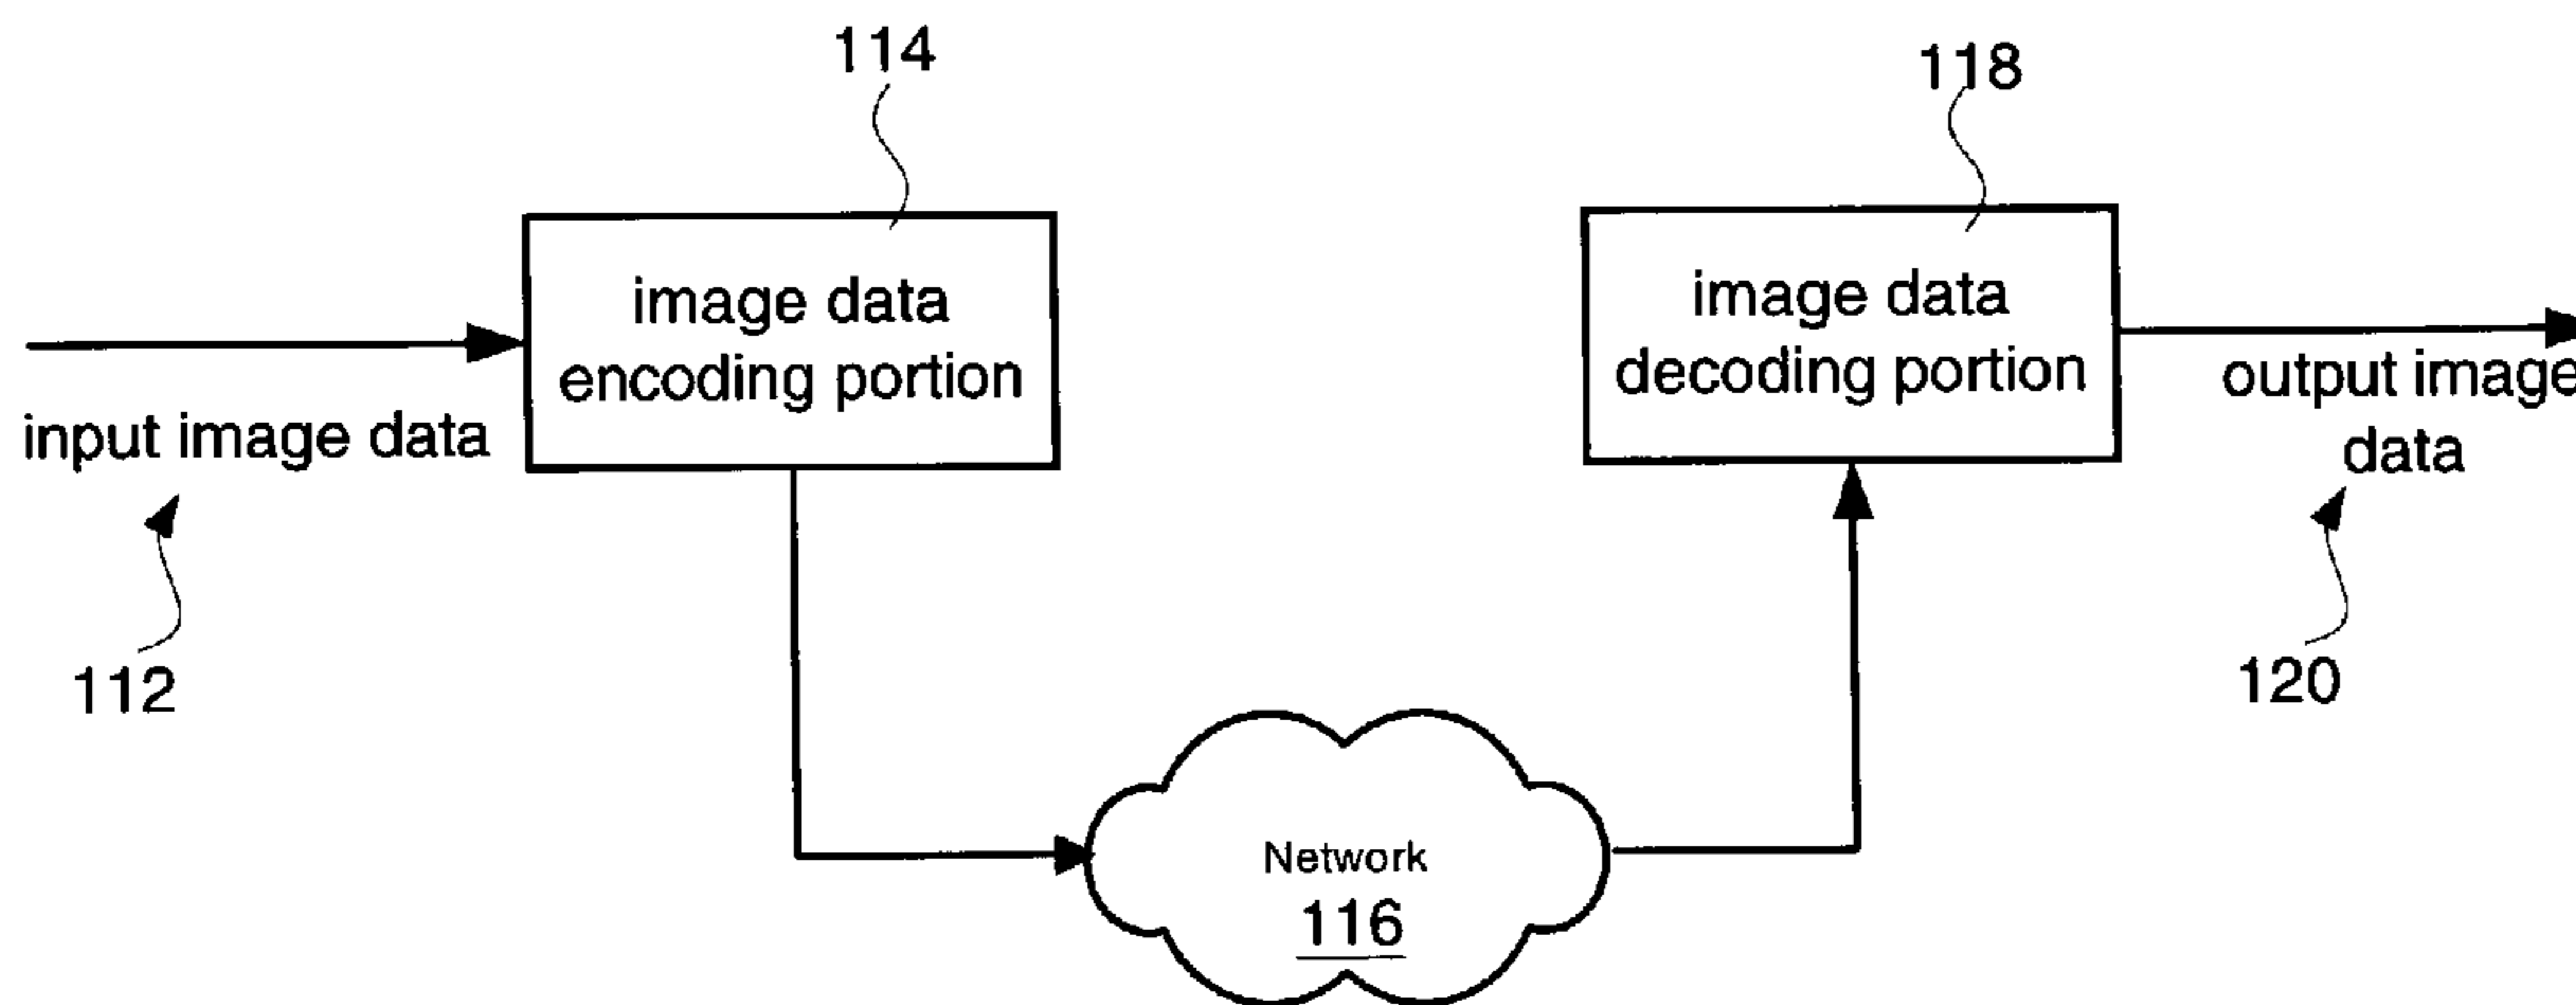 114
118
image data
encoding portion
image data
decoding portion
input image data
output image
data
112
120
Network
116